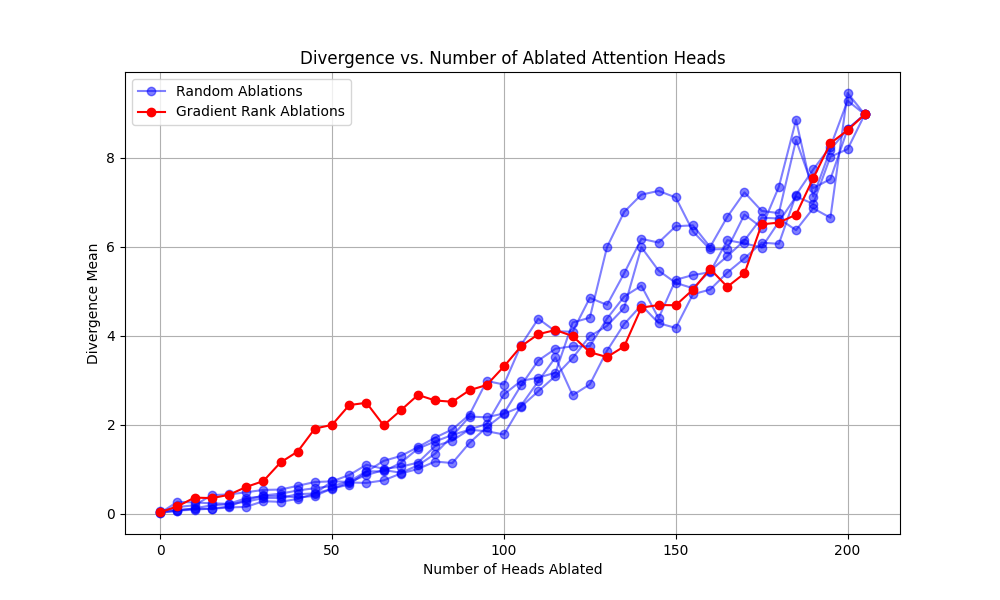 Divergence vs. Number of Ablated Attention Heads
Random Ablations
Gradient Rank Ablations
Divergence Mean
8
6
4
2
0
0 50 100 150 200
Number of Heads Ablated